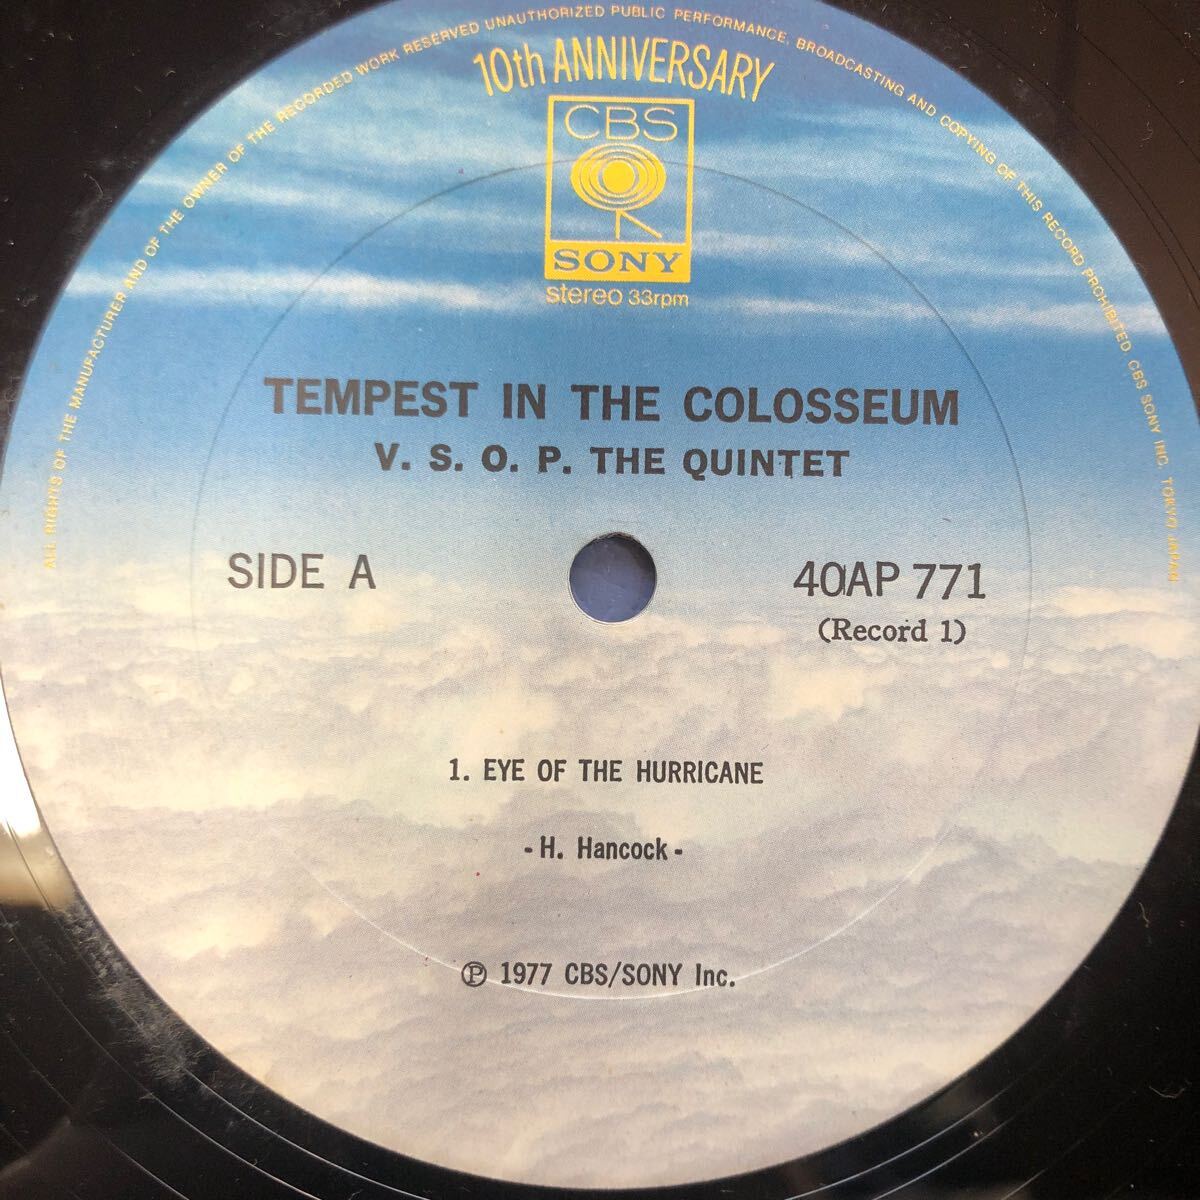 ALL RIGHTS OF THE MANUFACTURER AND OF THE OWNER OF THE RECORDED WORK RESERVED UNAUTHORIZED PUBLIC PERFORMANCE, BROADCASTING AND COPYING OF THIS RECORD PROHIBITED. CBS SONY INC. TOKYO JAPAN
10th ANNIVERSARY
CBS
SONY
stereo 33rpm
TEMPEST IN THE COLOSSEUM
V. S. O. P. THE QUINTET
SIDE A
40AP 771
(Record 1)
1. EYE OF THE HURRICANE
- H. Hancock -
Ⓟ 1977 CBS/SONY Inc.